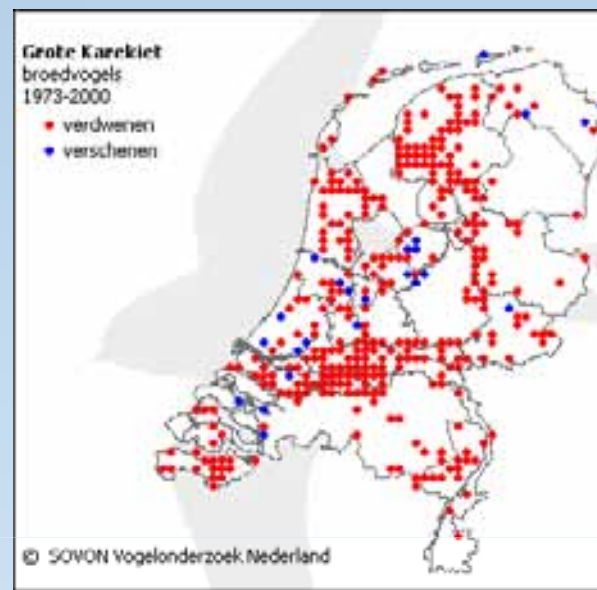 Grote Karekiet
broedvogels
1973-2000
verdwenen
verschenen
© SOVON Vogelonderzoek Nederland